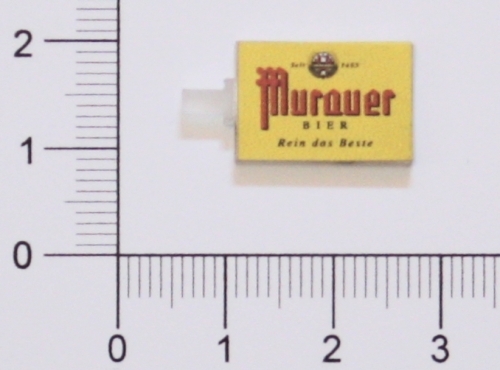 Seit 1495
Murauer
BIER
Rein das Beste
2
1
0
0 1 2 3